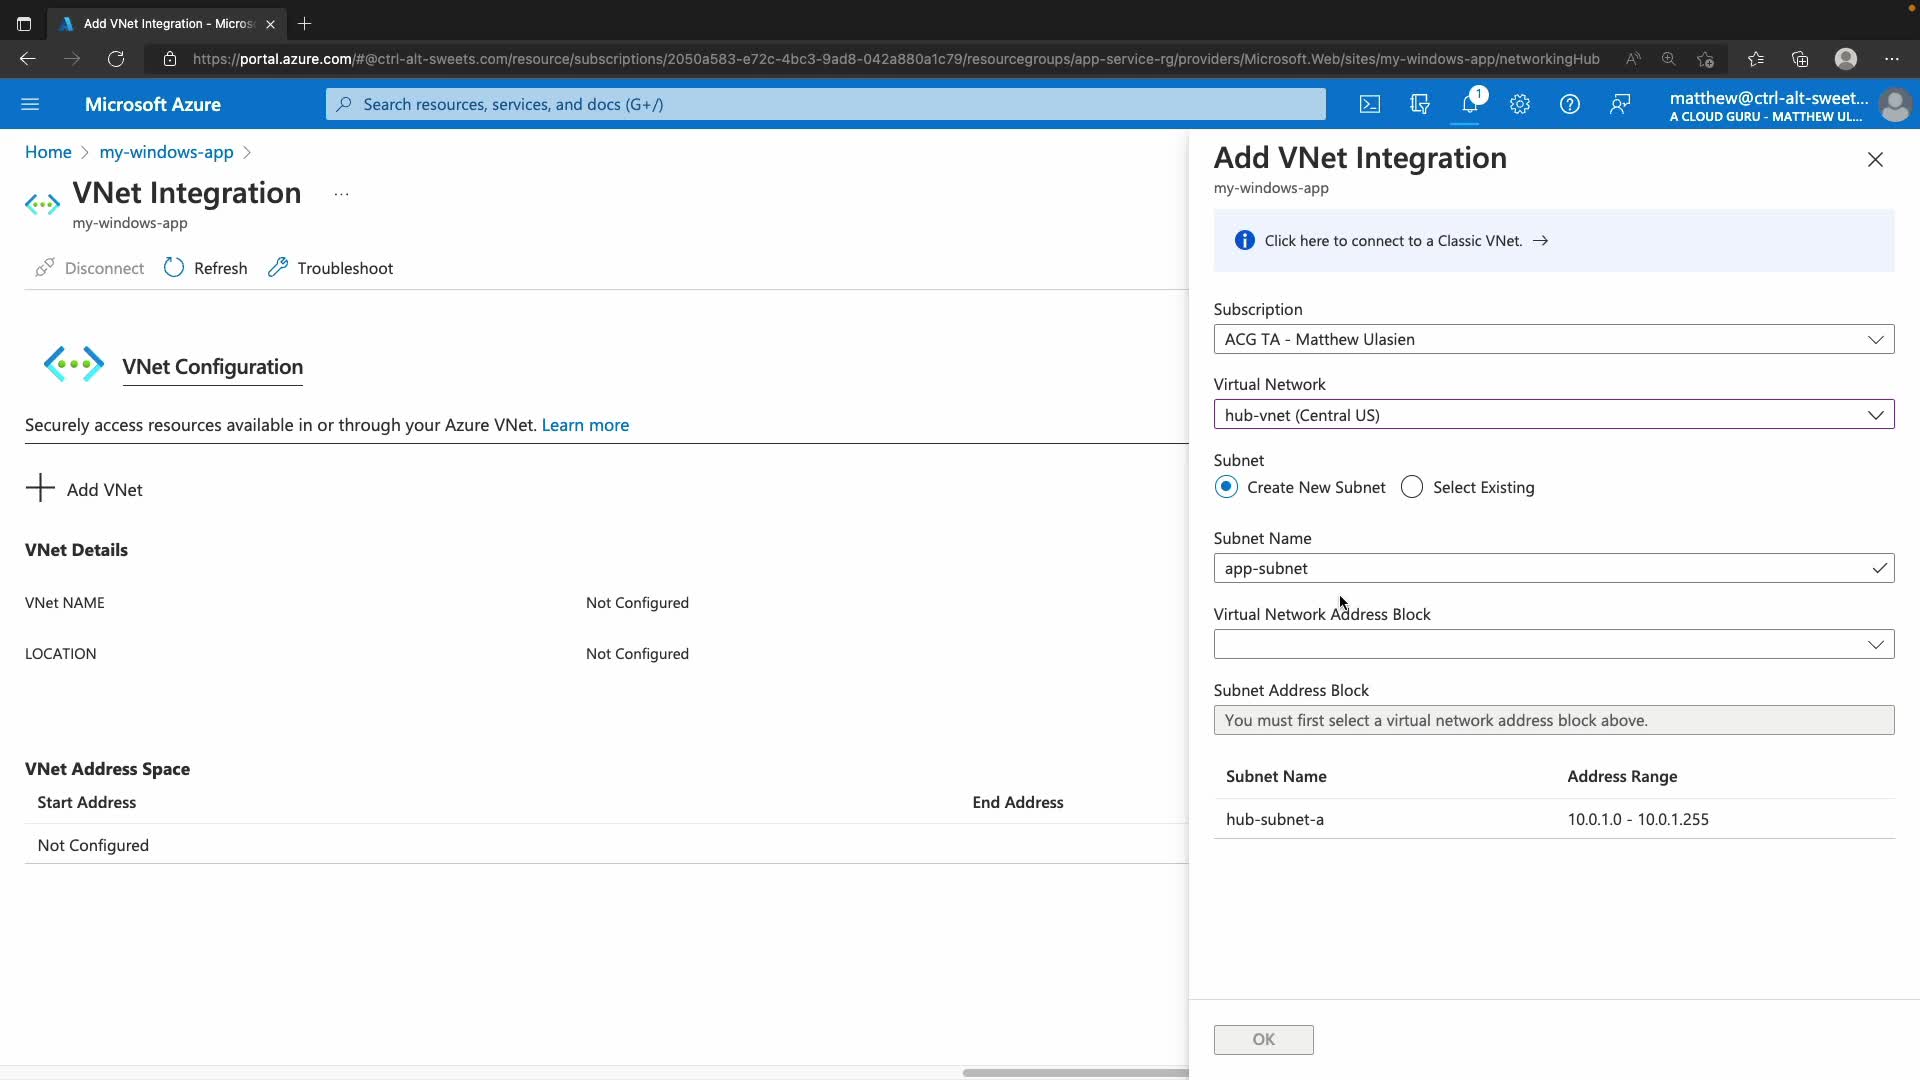 Add VNet Integration - Micros
https://portal.azure.com/#@ctrl-alt-sweets.com/resource/subscriptions/2050a583-e72c-4bc3-9ad8-042a880a1c79/resourcegroups/app-service-rg/providers/Microsoft.Web/sites/my-windows-app/networkingHub
Microsoft Azure
Search resources, services, and docs (G+/)
1
matthew@ctrl-alt-sweet...
A CLOUD GURU - MATTHEW UL...
Home > my-windows-app >
VNet Integration ...
my-windows-app
Disconnect Refresh Troubleshoot
VNet Configuration
Securely access resources available in or through your Azure VNet. Learn more
Add VNet
VNet Details
VNet NAME Not Configured
LOCATION Not Configured
VNet Address Space
Start Address End Address
Not Configured
Add VNet Integration
my-windows-app
Click here to connect to a Classic VNet. →
Subscription
ACG TA - Matthew Ulasien
Virtual Network
hub-vnet (Central US)
Subnet
Create New Subnet Select Existing
Subnet Name
app-subnet
Virtual Network Address Block
Subnet Address Block
You must first select a virtual network address block above.
Subnet Name Address Range
hub-subnet-a 10.0.1.0 - 10.0.1.255
OK